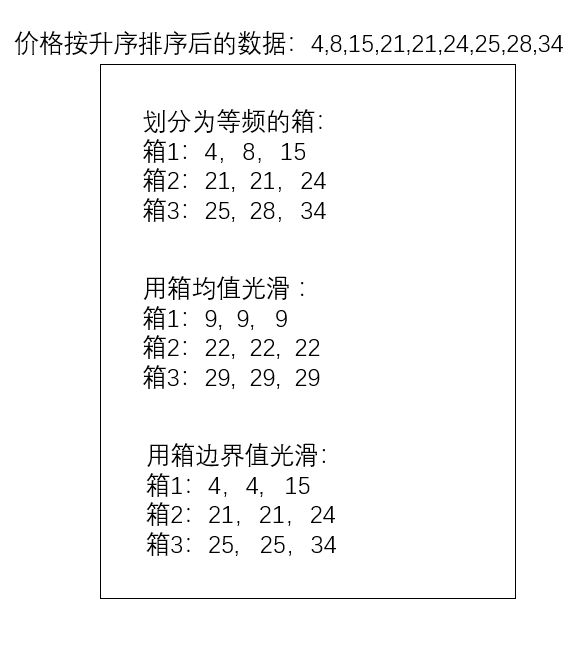 价格按升序排序后的数据：4,8,15,21,21,24,25,28,34
划分为等频的箱：
箱1：4，8，15
箱2：21，21，24
箱3：25，28，34
用箱均值光滑：
箱1：9，9，9
箱2：22，22，22
箱3：29，29，29
用箱边界值光滑：
箱1：4，4，15
箱2：21，21，24
箱3：25，25，34